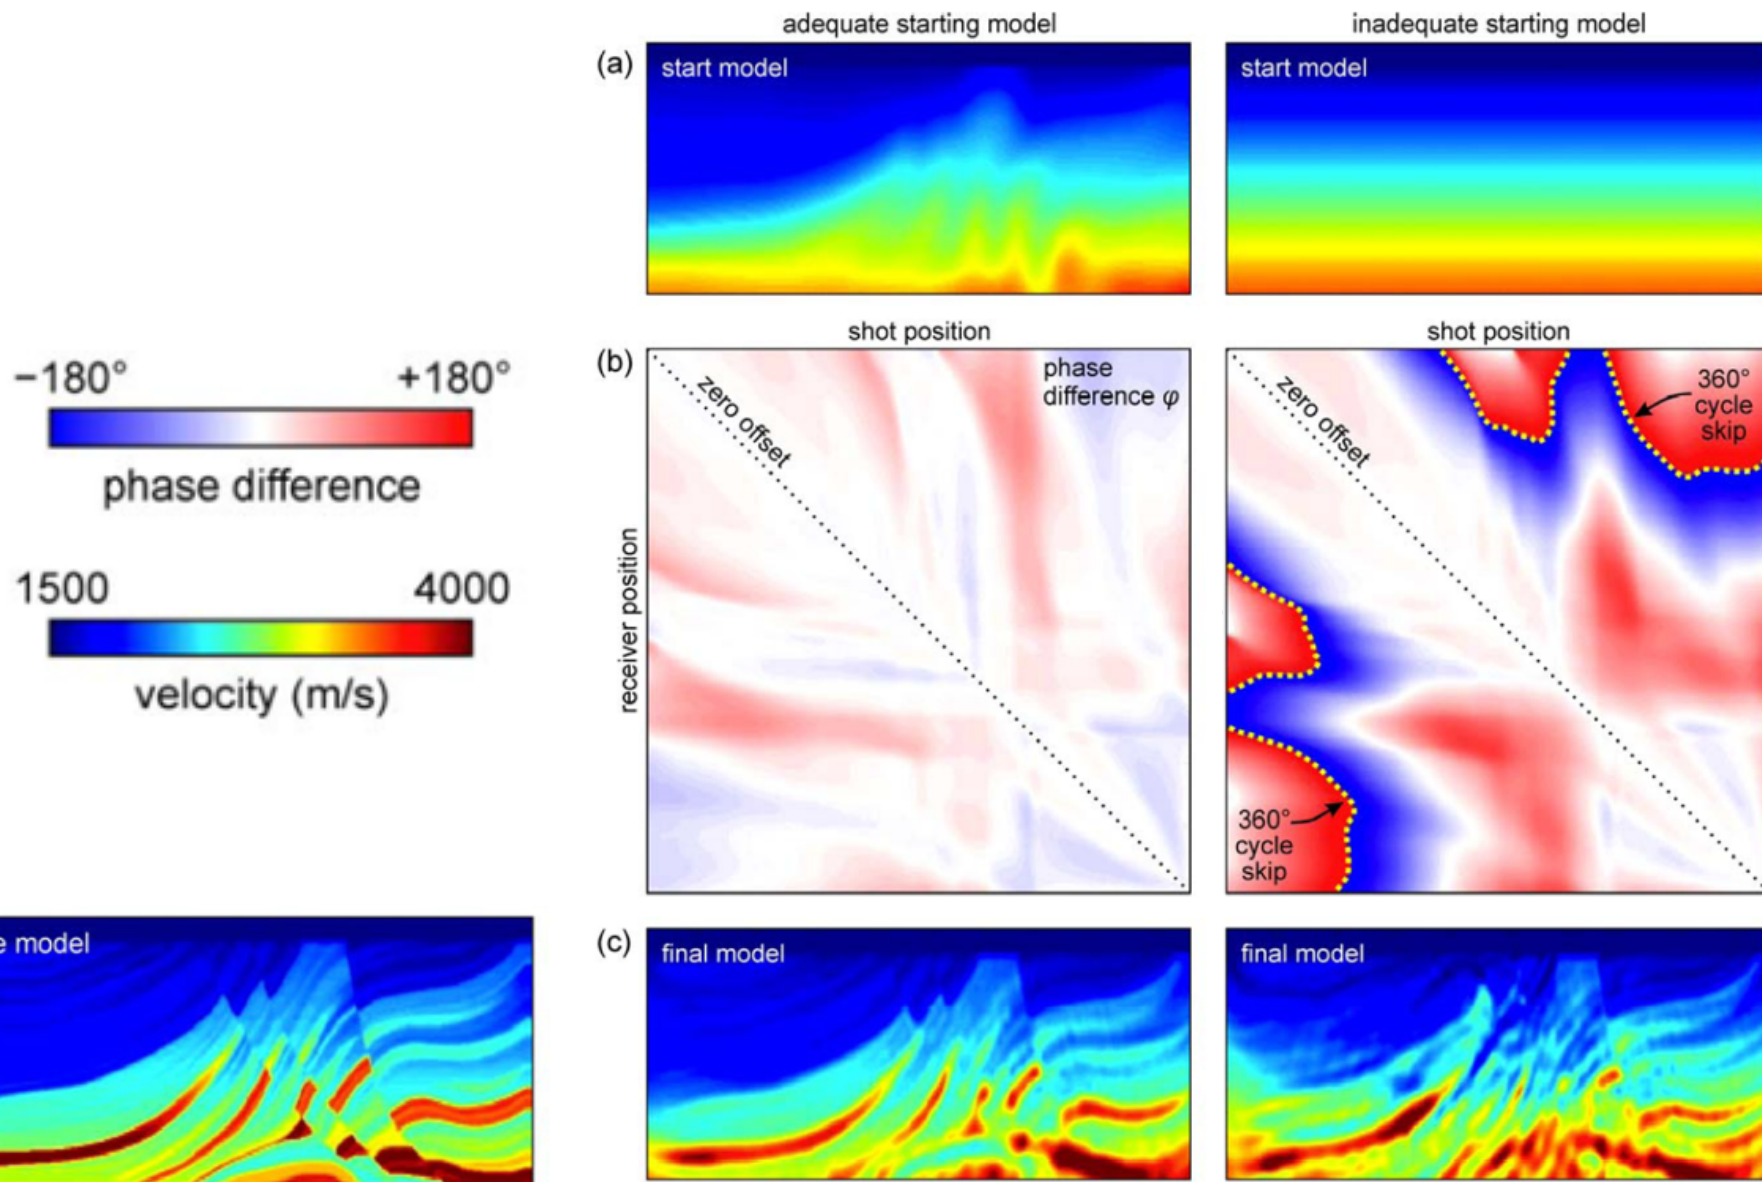 adequate starting model
inadequate starting model
(a)
start model
start model
shot position
shot position
−180°
+180°
phase difference
1500
4000
velocity (m/s)
(b)
receiver position
zero offset
phase
difference φ
zero offset
360°
cycle
skip
360°
cycle
skip
e model
(c)
final model
final model